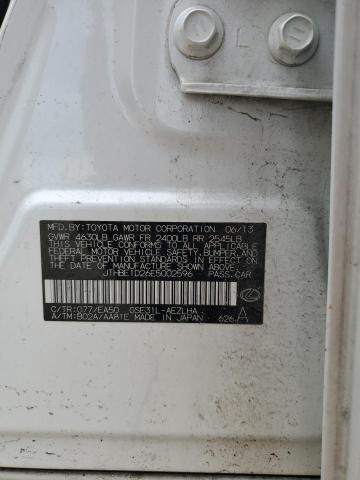 L
MFD.BY:TOYOTA MOTOR CORPORATION 06/13
GVWR 4630LB GAWR FR 2400LB RR 2545LB
THIS VEHICLE CONFORMS TO ALL APPLICABLE
FEDERAL MOTOR VEHICLE SAFETY, BUMPER, AND
THEFT PREVENTION STANDARDS IN EFFECT ON THE DATE OF
MANUFACTURE SHOWN ABOVE.
JTHBE1D26E5002596 PASS.CAR
C/TR:077/EA50 GSE31L-AEZLHA
A/TM:B02A/AA81E MADE IN JAPAN 626 A